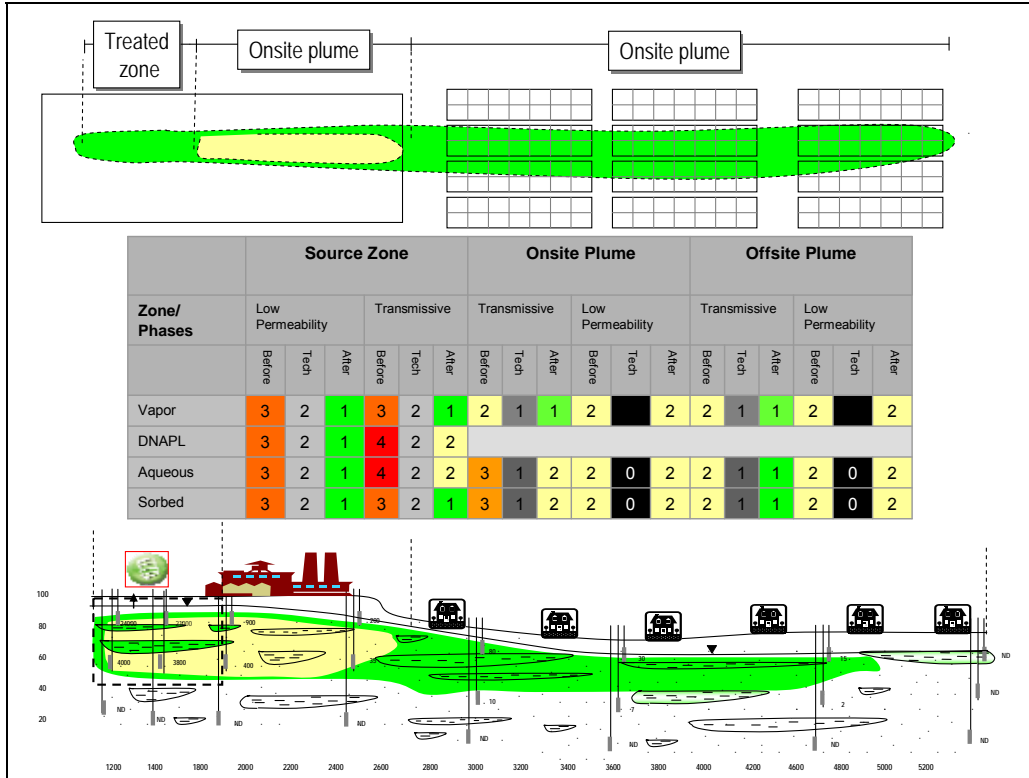 Treated zone
Onsite plume
Onsite plume
Source Zone Onsite Plume Offsite Plume
Zone/ Phases Low Permeability Transmissive Transmissive Low Permeability Transmissive Low Permeability
Before Tech After Before Tech After Before Tech After Before Tech After Before Tech After Before Tech After
Vapor 3 2 1 3 2 1 2 1 1 2 2 2 1 1 2 2
DNAPL 3 2 1 4 2 2
Aqueous 3 2 1 4 2 2 3 1 2 2 0 2 2 1 1 2 0 2
Sorbed 3 2 1 3 2 1 3 1 2 2 0 2 2 1 1 2 0 2
100
80 24000 -900 200
60 4000 3800 400 30 15 ND
40 10 -7 2 ND
20 ND ND ND ND ND ND ND ND
1200 1400 1800 2000 2200 2400 2600 2800 3000 3200 3400 3600 3800 4000 4200 4400 4600 4800 5000 5200